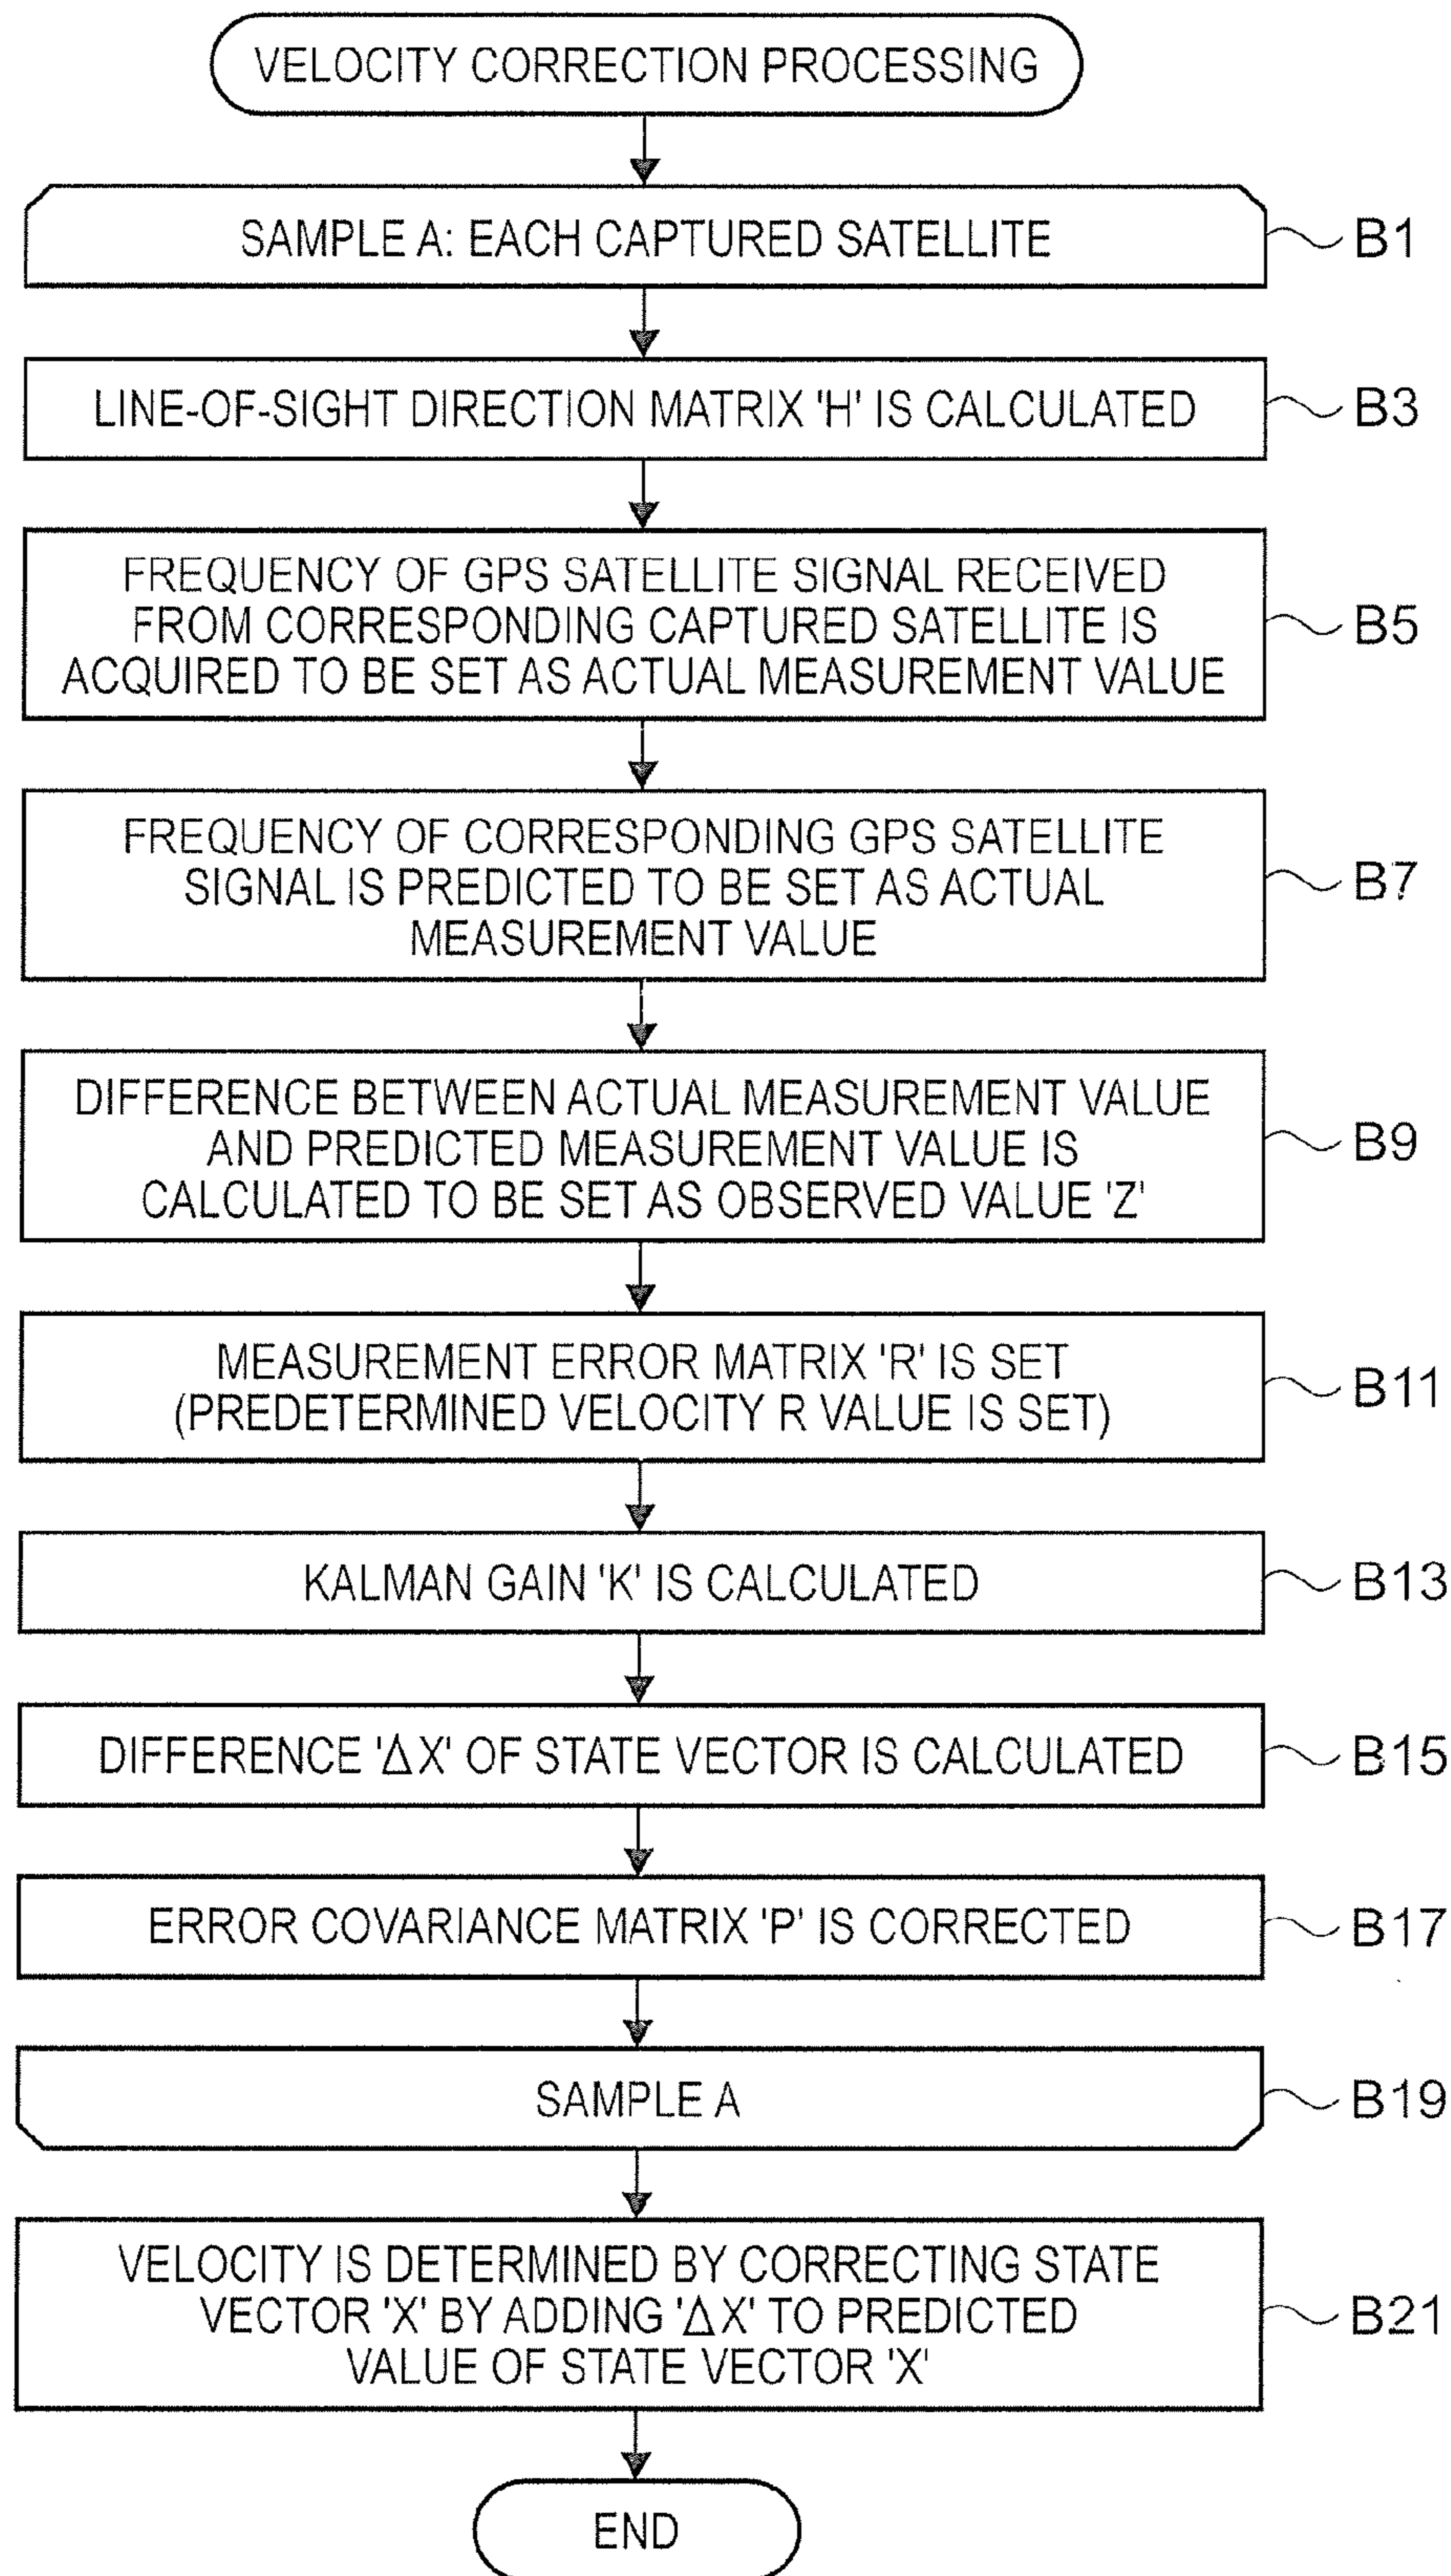 VELOCITY CORRECTION PROCESSING
SAMPLE A: EACH CAPTURED SATELLITE
B1
LINE-OF-SIGHT DIRECTION MATRIX 'H' IS CALCULATED
B3
FREQUENCY OF GPS SATELLITE SIGNAL RECEIVED
FROM CORRESPONDING CAPTURED SATELLITE IS
ACQUIRED TO BE SET AS ACTUAL MEASUREMENT VALUE
B5
FREQUENCY OF CORRESPONDING GPS SATELLITE
SIGNAL IS PREDICTED TO BE SET AS ACTUAL
MEASUREMENT VALUE
B7
DIFFERENCE BETWEEN ACTUAL MEASUREMENT VALUE
AND PREDICTED MEASUREMENT VALUE IS
CALCULATED TO BE SET AS OBSERVED VALUE 'Z'
B9
MEASUREMENT ERROR MATRIX 'R' IS SET
(PREDETERMINED VELOCITY R VALUE IS SET)
B11
KALMAN GAIN 'K' IS CALCULATED
B13
DIFFERENCE 'ΔX' OF STATE VECTOR IS CALCULATED
B15
ERROR COVARIANCE MATRIX 'P' IS CORRECTED
B17
SAMPLE A
B19
VELOCITY IS DETERMINED BY CORRECTING STATE
VECTOR 'X' BY ADDING 'ΔX' TO PREDICTED
VALUE OF STATE VECTOR 'X'
B21
END